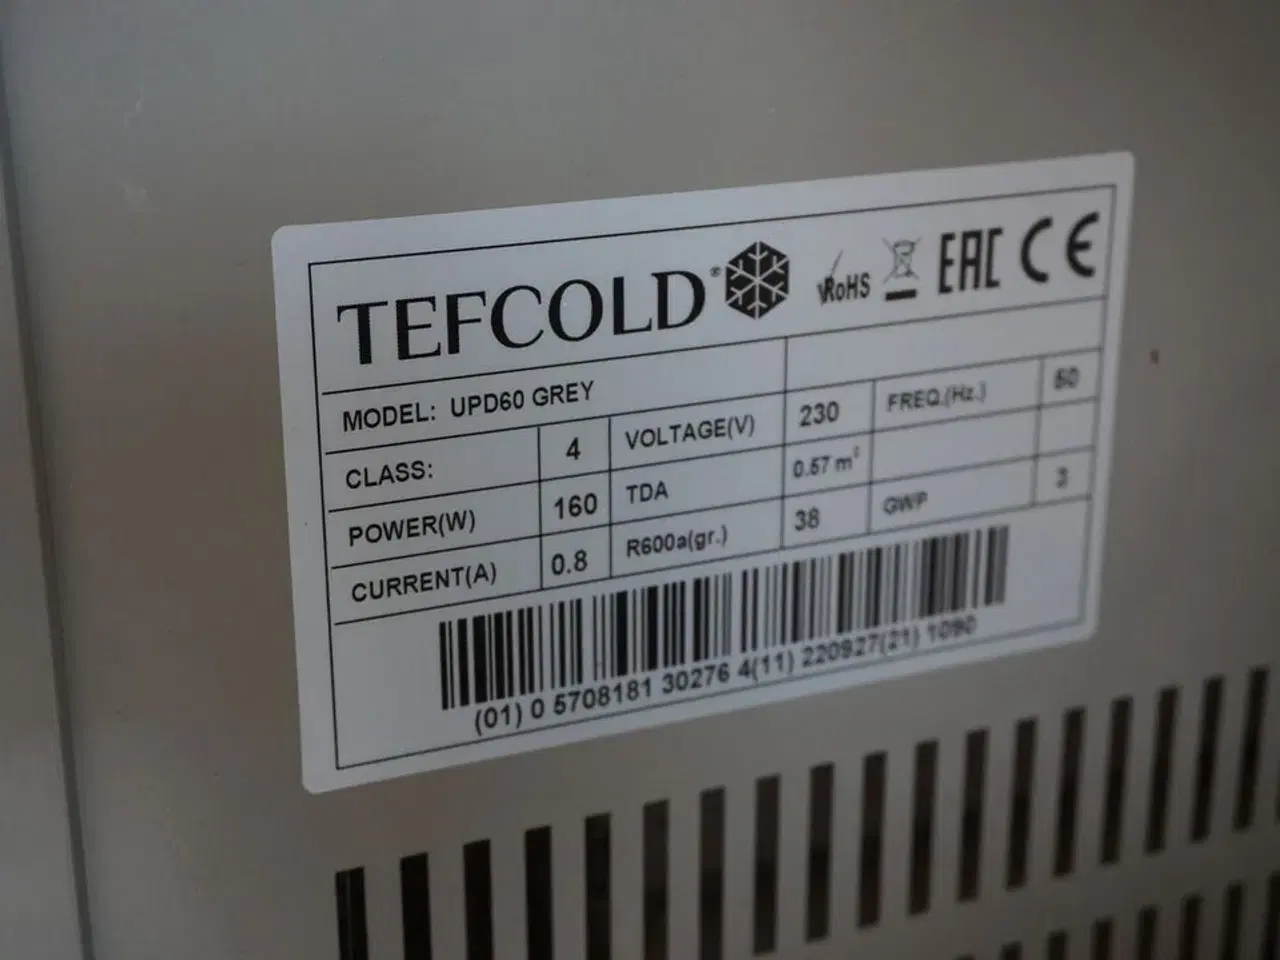 TEFCOLD® RoHS EAC CE
MODEL: UPD60 GREY
CLASS: 4 VOLTAGE(V) 230 FREQ.(Hz.) 50
POWER(W) 160 TDA 0.57 m²
CURRENT(A) 0.8 R600a(gr.) 38 GWP 3
(01) 0 5708181 30276 4(11) 220927(21) 1090